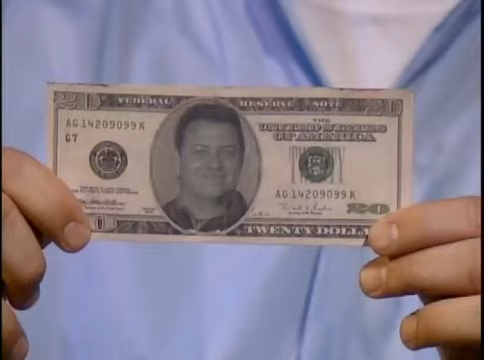 20 FEDERAL RESERVE NOTE 20
AG 14209099 K
THE
UNITED STATES
OF AMERICA
G7
AG 14209099 K
20
TWENTY DOLLA